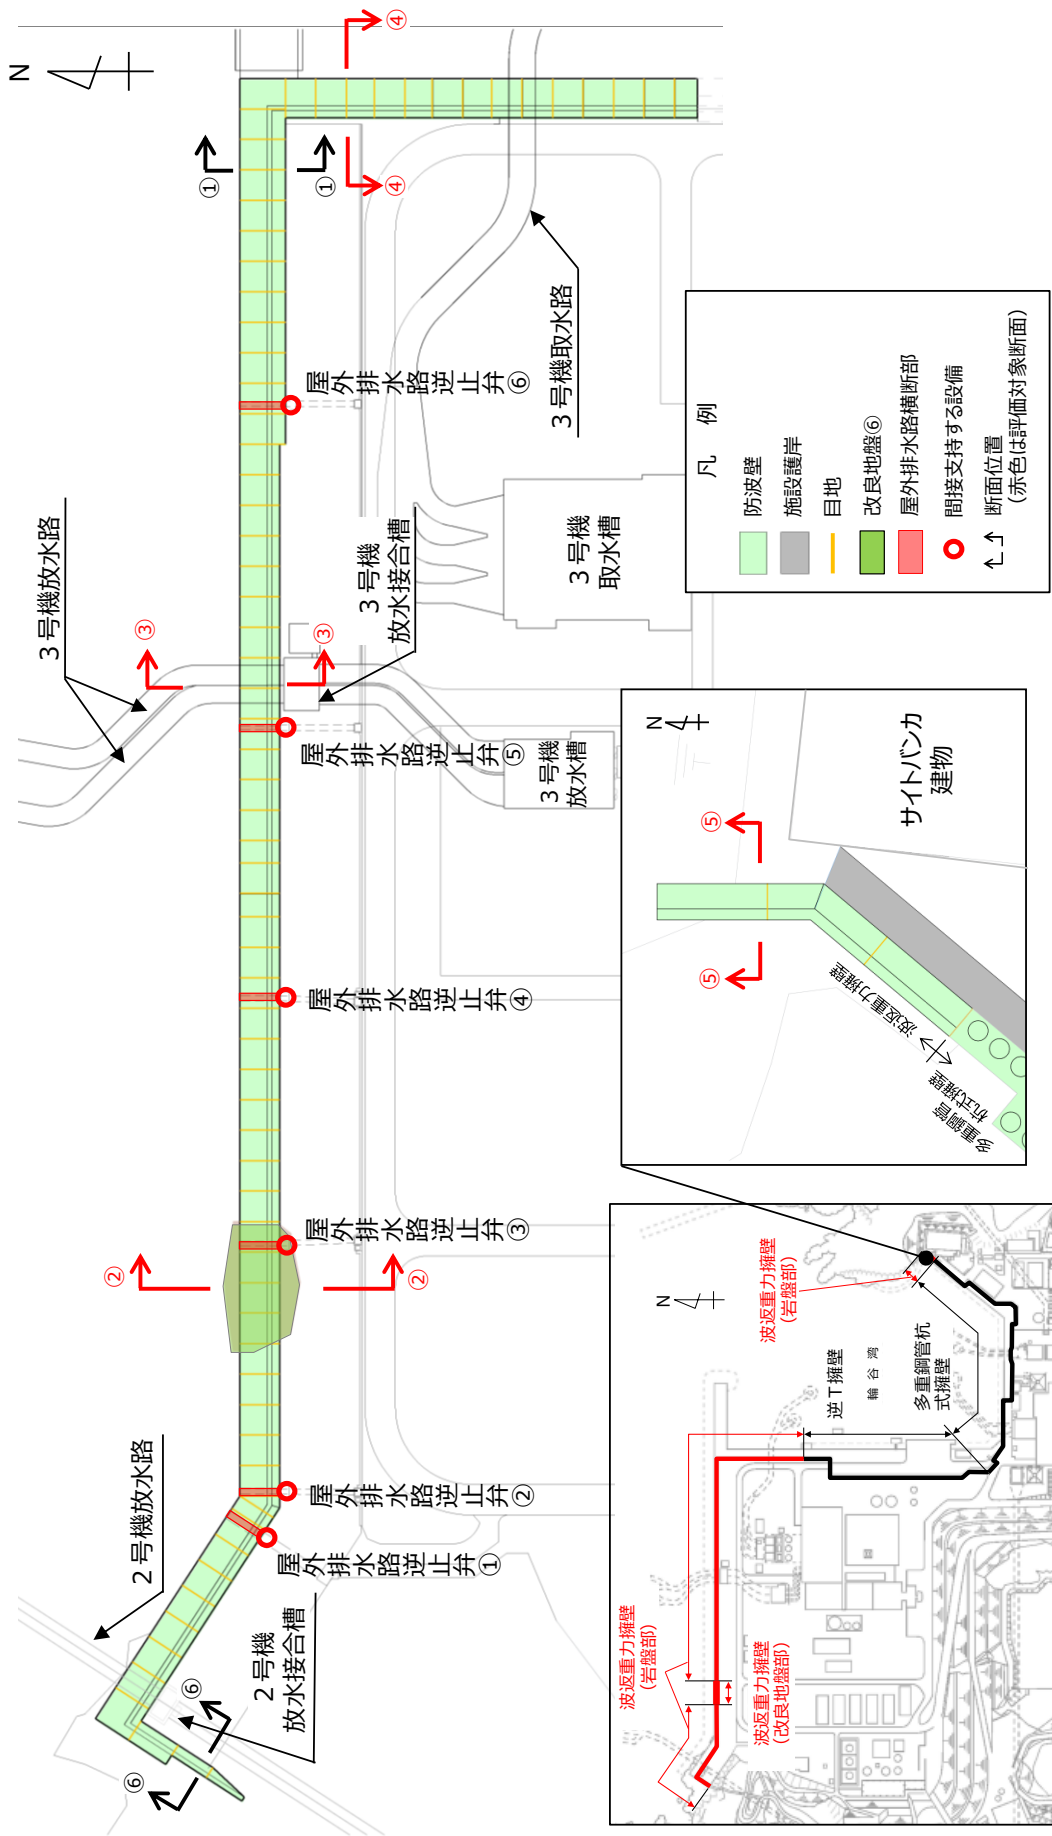 N
④
④
①
①
屋外排水路逆止弁⑥
3号機取水路
3号機放水路
③
③
3号機
放水接合槽
3号機
取水槽
屋外排水路逆止弁⑤
3号機
放水槽
屋外排水路逆止弁④
屋外排水路逆止弁③
②
②
屋外排水路逆止弁②
屋外排水路逆止弁①
2号機放水路
2号機
放水接合槽
⑥
⑥
凡 例
防波壁
施設護岸
目地
改良地盤⑥
屋外排水路横断部
間接支持する設備
断面位置
(赤色は評価対象断面)
N
⑤
⑤
サイトバンカ
建物
波返重力擁壁
多重鋼管
杭式擁壁
N
波返重力擁壁
(岩盤部)
波返重力擁壁
(改良地盤部)
波返重力擁壁
(岩盤部)
逆T擁壁
輪谷湾
多重鋼管杭
式擁壁